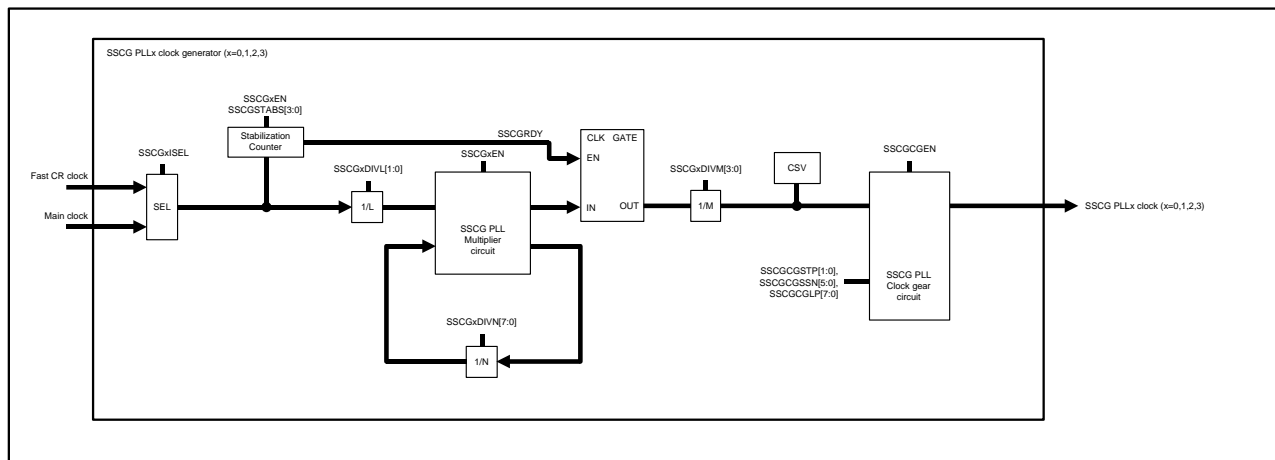 SSCG PLLx clock generator (x=0,1,2,3)
SSCGxEN
SSCGSTABS[3:0]
Stabilization
Counter
SSCGRDY
CLK GATE
EN
IN
OUT
SSCGxISEL
Fast CR clock
Main clock
SEL
SSCGxDIVL[1:0]
1/L
SSCGxEN
SSCG PLL
Multiplier
circuit
SSCGxDIVN[7:0]
1/N
SSCGxDIVM[3:0]
1/M
CSV
SSCGCGEN
SSCGCGSTP[1:0],
SSCGCGSSN[5:0],
SSCGCGLP[7:0]
SSCG PLL
Clock gear
circuit
SSCG PLLx clock (x=0,1,2,3)